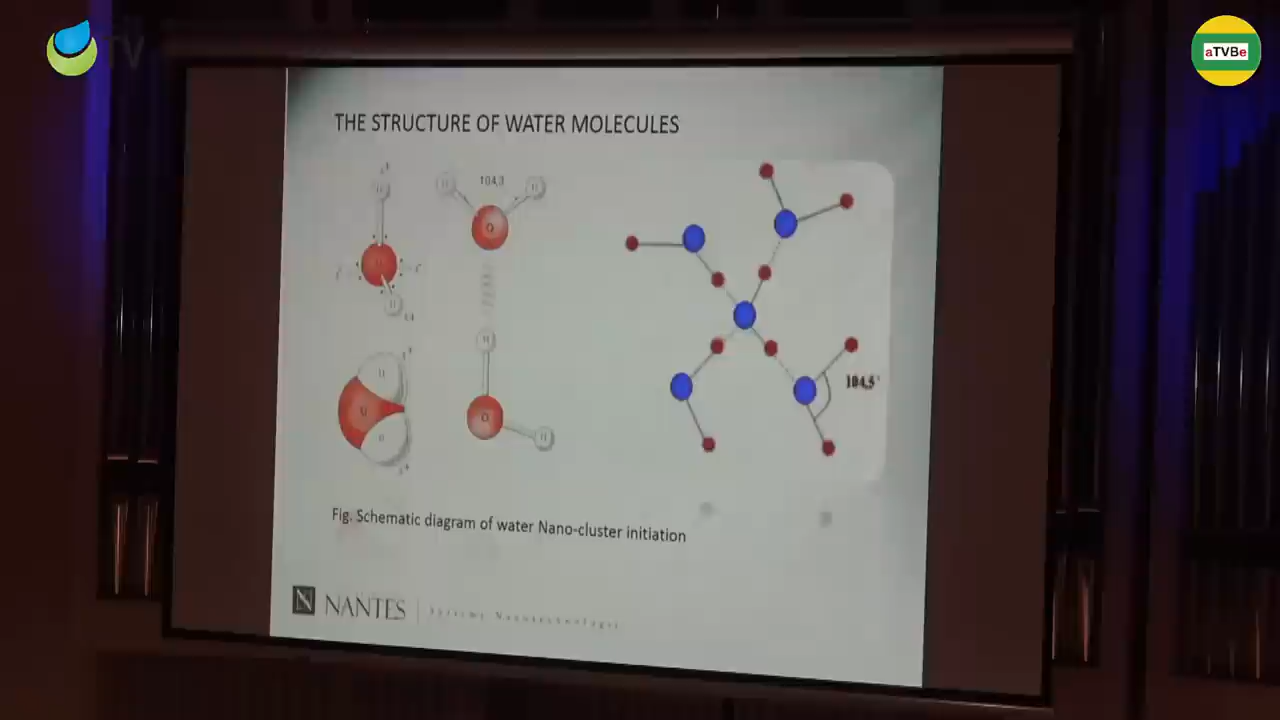 TV
aTVBe
THE STRUCTURE OF WATER MOLECULES
104,3
H
H
O
H
O
H
104,5°
Fig. Schematic diagram of water Nano-cluster initiation
N NANTES